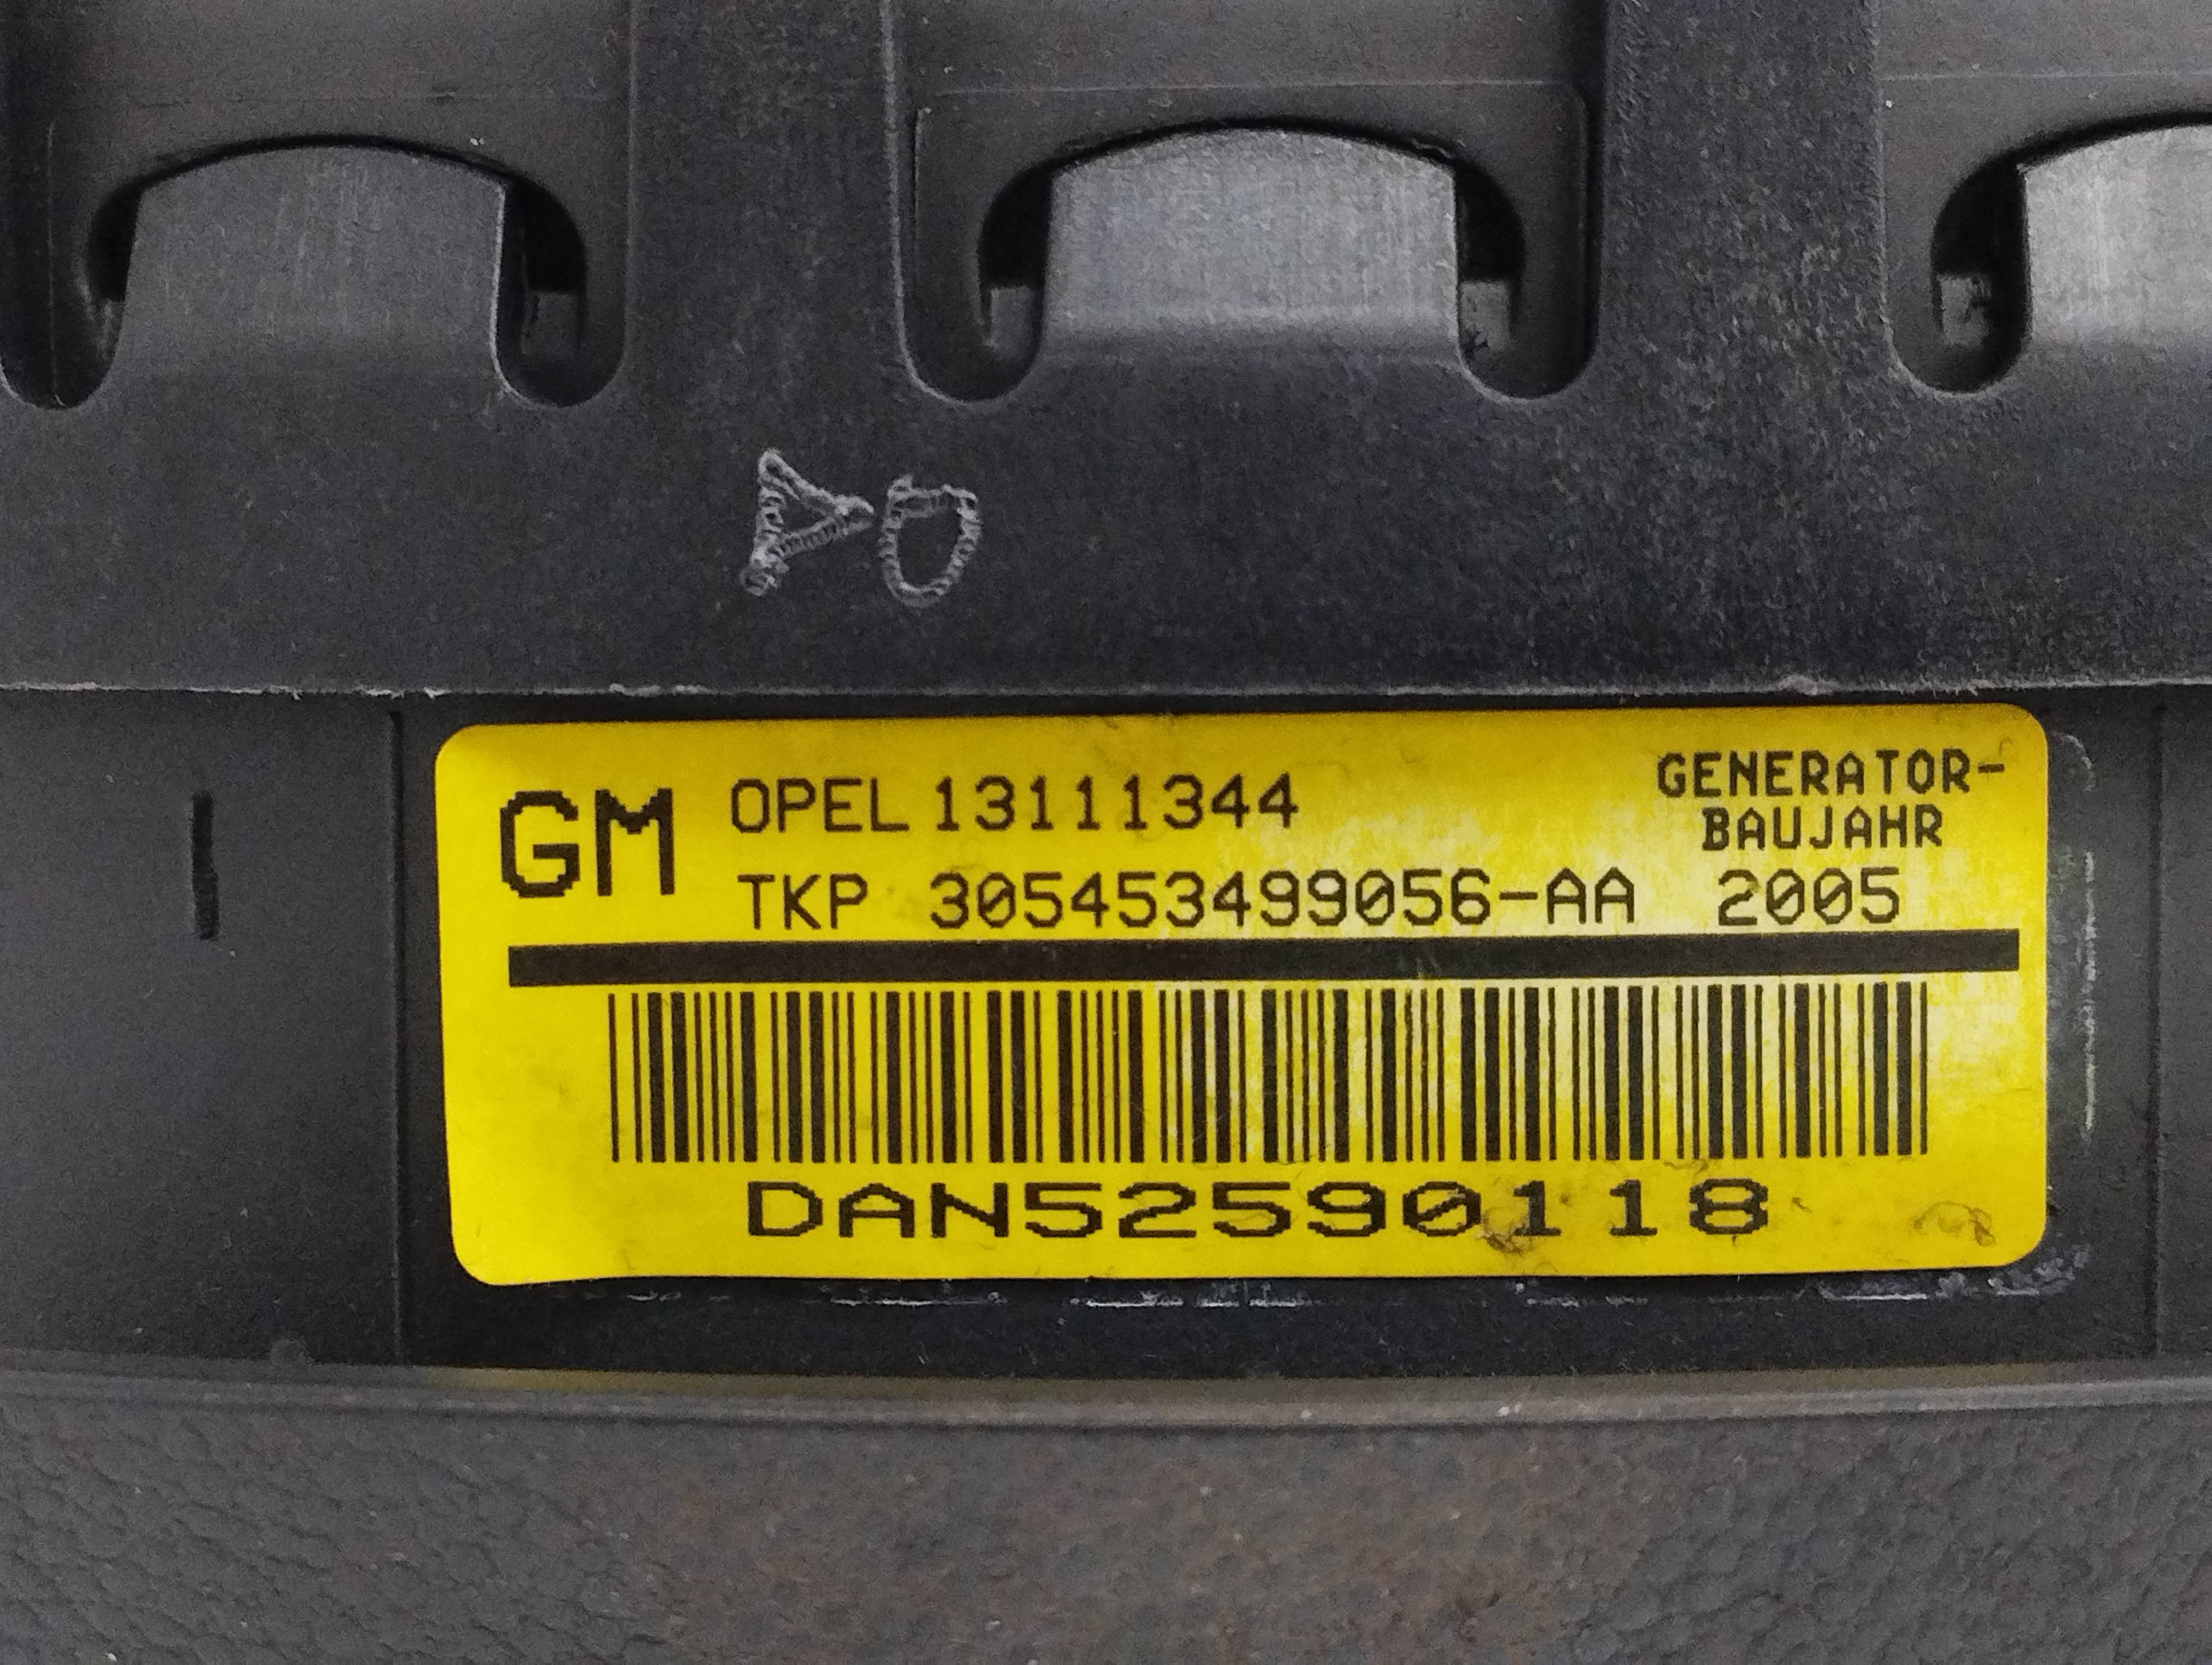 GM
OPEL 13111344
TKP 305453499056-AA
GENERATOR-
BAUJAHR
2005
DAN52590118